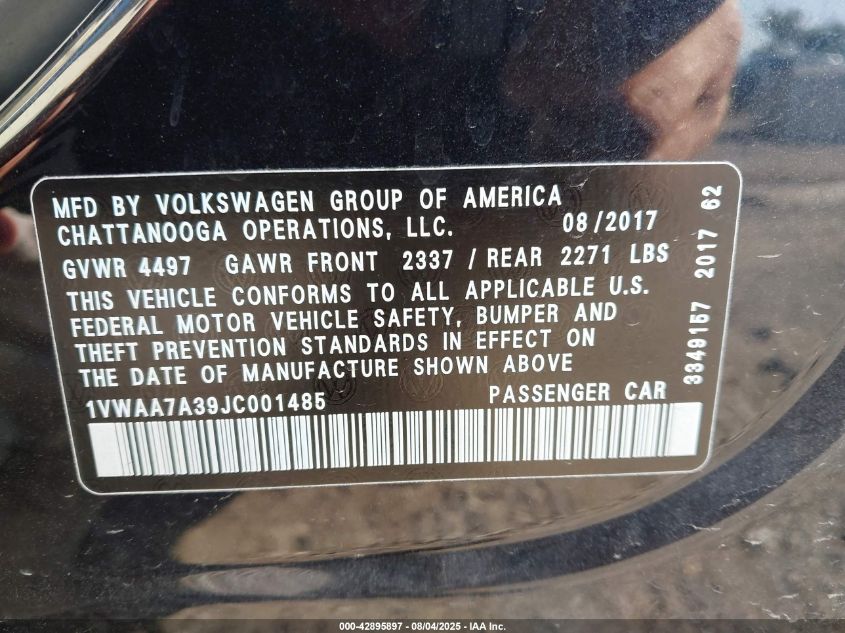 MFD BY VOLKSWAGEN GROUP OF AMERICA
CHATTANOOGA OPERATIONS, LLC. 08/2017
GVWR 4497 GAWR FRONT 2337 / REAR 2271 LBS
THIS VEHICLE CONFORMS TO ALL APPLICABLE U.S.
FEDERAL MOTOR VEHICLE SAFETY, BUMPER AND
THEFT PREVENTION STANDARDS IN EFFECT ON
THE DATE OF MANUFACTURE SHOWN ABOVE
1VWAA7A39JC001485 PASSENGER CAR
3349157 2017 62
000-42895897 - 08/04/2025 - IAA Inc.